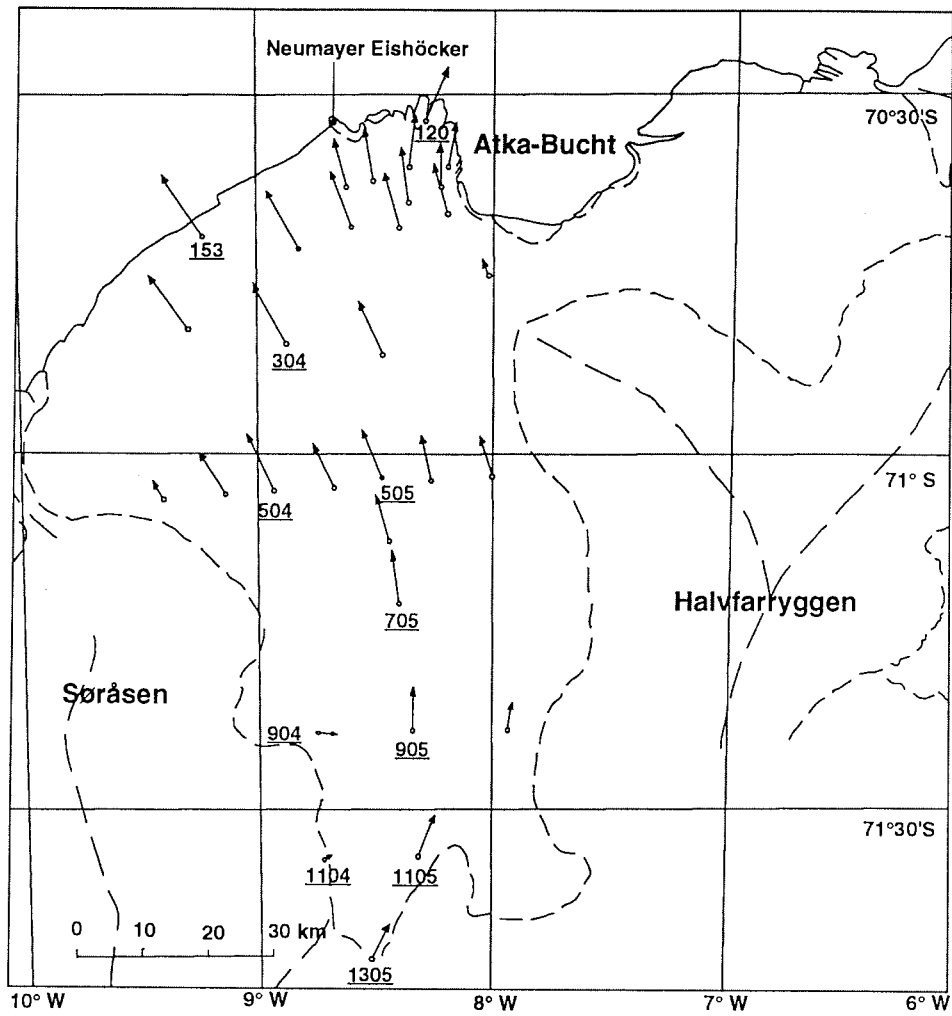 Neumayer Eishöcker
70°30'S
120
Atka-Bucht
153
304
71° S
505
504
Halvfarryggen
705
Søråsen
904
905
71°30'S
1104
1105
0 10 20 30 km
1305
10° W 9° W 8° W 7° W 6° W